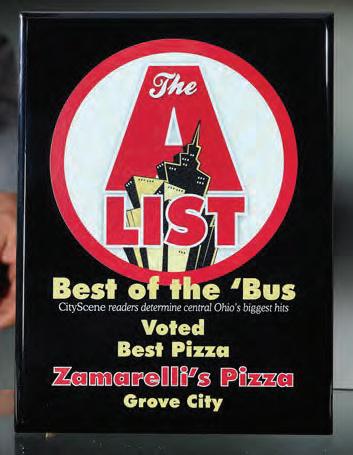 The
A
LIST
Best of the 'Bus
CityScene readers determine central Ohio's biggest hits
Voted
Best Pizza
Zamarelli's Pizza
Grove City